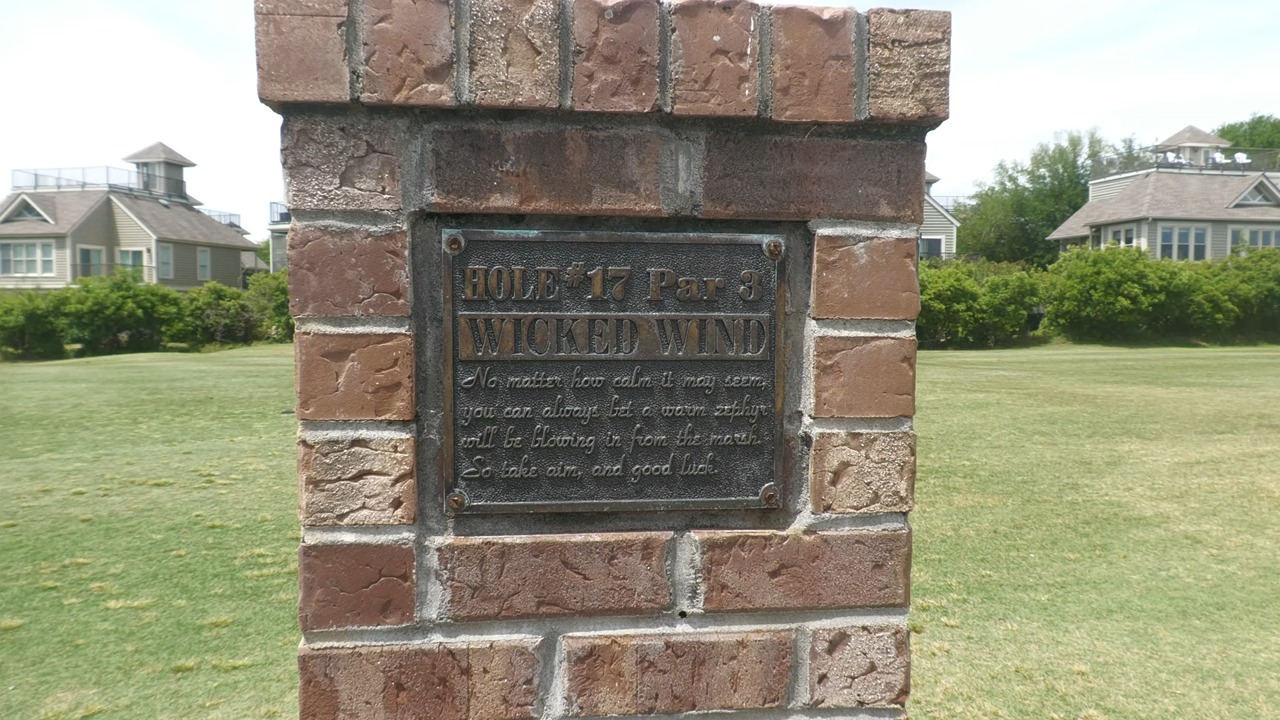 HOLE #17 Par 3
WICKED WIND
No matter how calm it may seem,
you can always bet a warm zephyr
will be blowing in from the marsh.
So take aim, and good luck.